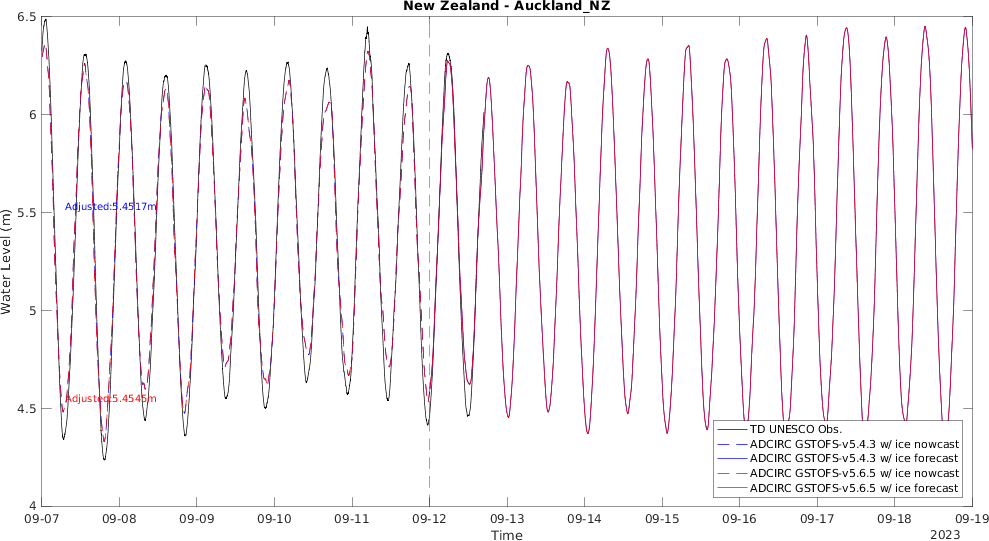 New Zealand - Auckland_NZ
6.5
6
5.5
5
4.5
4
Water Level (m)
Adjusted:5.4517m
Adjusted:5.4545m
TD UNESCO Obs.
ADCIRC GSTOFS-v5.4.3 w/ ice nowcast
ADCIRC GSTOFS-v5.4.3 w/ ice forecast
ADCIRC GSTOFS-v5.6.5 w/ ice nowcast
ADCIRC GSTOFS-v5.6.5 w/ ice forecast
09-07 09-08 09-09 09-10 09-11 09-12 09-13 09-14 09-15 09-16 09-17 09-18 09-19
Time
2023